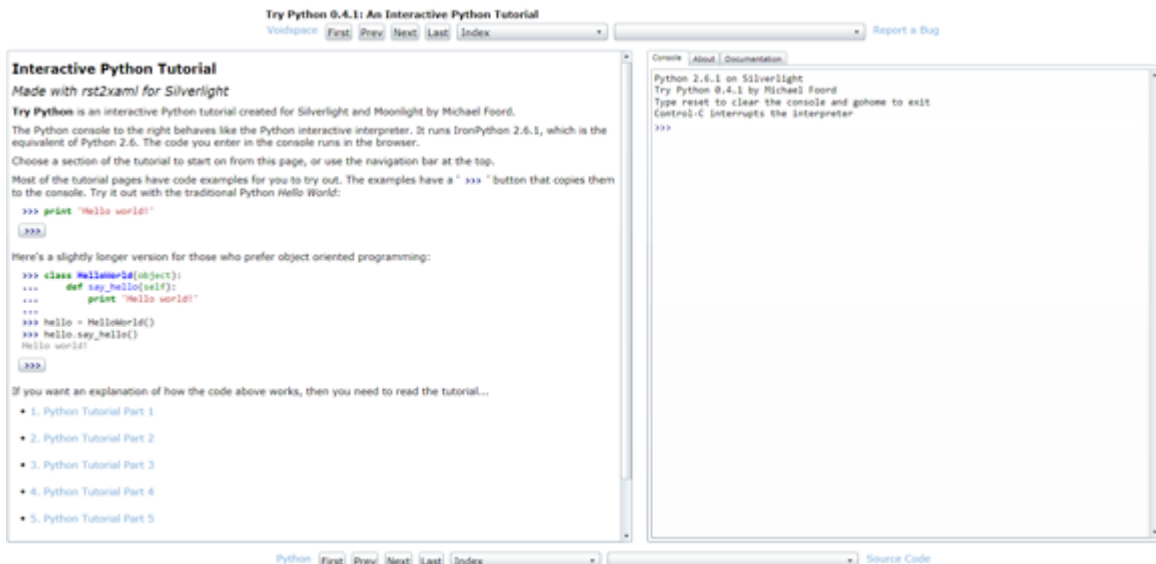 Try Python 0.4.1: An Interactive Python Tutorial
Voidspace First Prev Next Last Index Report a Bug
Interactive Python Tutorial
Made with rst2xaml for Silverlight
Try Python is an interactive Python tutorial created for Silverlight and Moonlight by Michael Foord.
The Python console to the right behaves like the Python interactive interpreter. It runs IronPython 2.6.1, which is the
equivalent of Python 2.6. The code you enter in the console runs in the browser.
Choose a section of the tutorial to start on from this page, or use the navigation bar at the top.
Most of the tutorial pages have code examples for you to try out. The examples have a " >>> " button that copies them
to the console. Try it out with the traditional Python Hello World:
>>> print 'Hello world!'
>>>
Here's a slightly longer version for those who prefer object oriented programming:
>>> class HelloWorld(object):
...     def say_hello(self):
...         print 'Hello world!'
...
>>> hello = HelloWorld()
>>> hello.say_hello()
Hello world!
>>>
If you want an explanation of how the code above works, then you need to read the tutorial...
• 1. Python Tutorial Part 1
• 2. Python Tutorial Part 2
• 3. Python Tutorial Part 3
• 4. Python Tutorial Part 4
• 5. Python Tutorial Part 5
Console About Documentation
Python 2.6.1 on Silverlight
Try Python 0.4.1 by Michael Foord
Type reset to clear the console and gohome to exit
Control-C interrupts the interpreter
>>>
Python First Prev Next Last Index Source Code